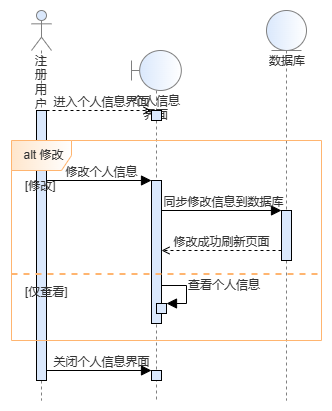 注册用户
数据库
进入个人信息界面
个人信息
界面
alt 修改
修改个人信息
[修改]
同步修改信息到数据库
修改成功刷新页面
查看个人信息
[仅查看]
关闭个人信息界面